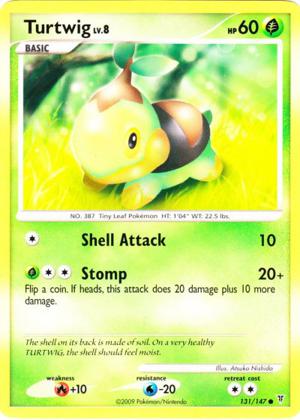 Turtwig LV.8 HP 60
BASIC
NO. 387 Tiny Leaf Pokémon HT: 1'04" WT: 22.5 lbs.
Shell Attack 10
Stomp 20+
Flip a coin. If heads, this attack does 20 damage plus 10 more
damage.
The shell on its back is made of soil. On a very healthy
TURTWIG, the shell should feel moist.
Illus. Atsuko Nishida
weakness resistance retreat cost
+10 -20
©2009 Pokémon/Nintendo 131/147